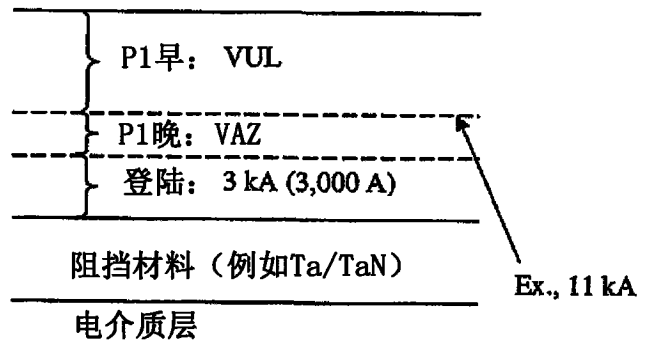 P1早： VUL
P1晚： VAZ
登陆： 3 kA (3,000 A)
阻挡材料（例如Ta/TaN）
Ex., 11 kA
电介质层